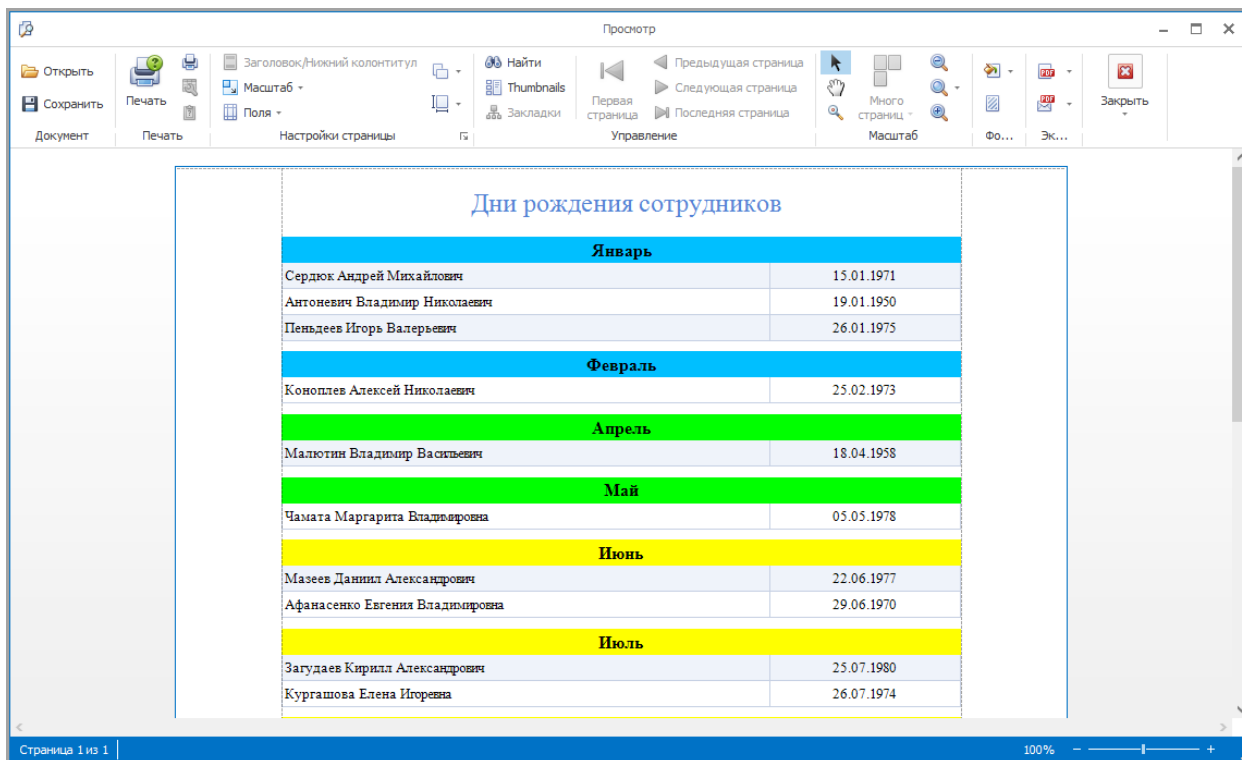 Просмотр
Открыть
Сохранить
Документ
Печать
Печать
Заголовок/Нижний колонтитул
Масштаб
Поля
Настройки страницы
Найти
Thumbnails
Закладки
Первая страница
Предыдущая страница
Следующая страница
Последняя страница
Управление
Много страниц
Масштаб
Фо...
PDF
PDF
Эк...
Закрыть
Дни рождения сотрудников
Январь
Сердюк Андрей Михайлович 15.01.1971
Антоневич Владимир Николаевич 19.01.1950
Пеньдеев Игорь Валерьевич 26.01.1975
Февраль
Коноплев Алексей Николаевич 25.02.1973
Апрель
Малютин Владимир Васильевич 18.04.1958
Май
Чамата Маргарита Владимировна 05.05.1978
Июнь
Мазеев Даниил Александрович 22.06.1977
Афанасенко Евгения Владимировна 29.06.1970
Июль
Загудаев Кирилл Александрович 25.07.1980
Кургашова Елена Игоревна 26.07.1974
Страница 1 из 1
100%